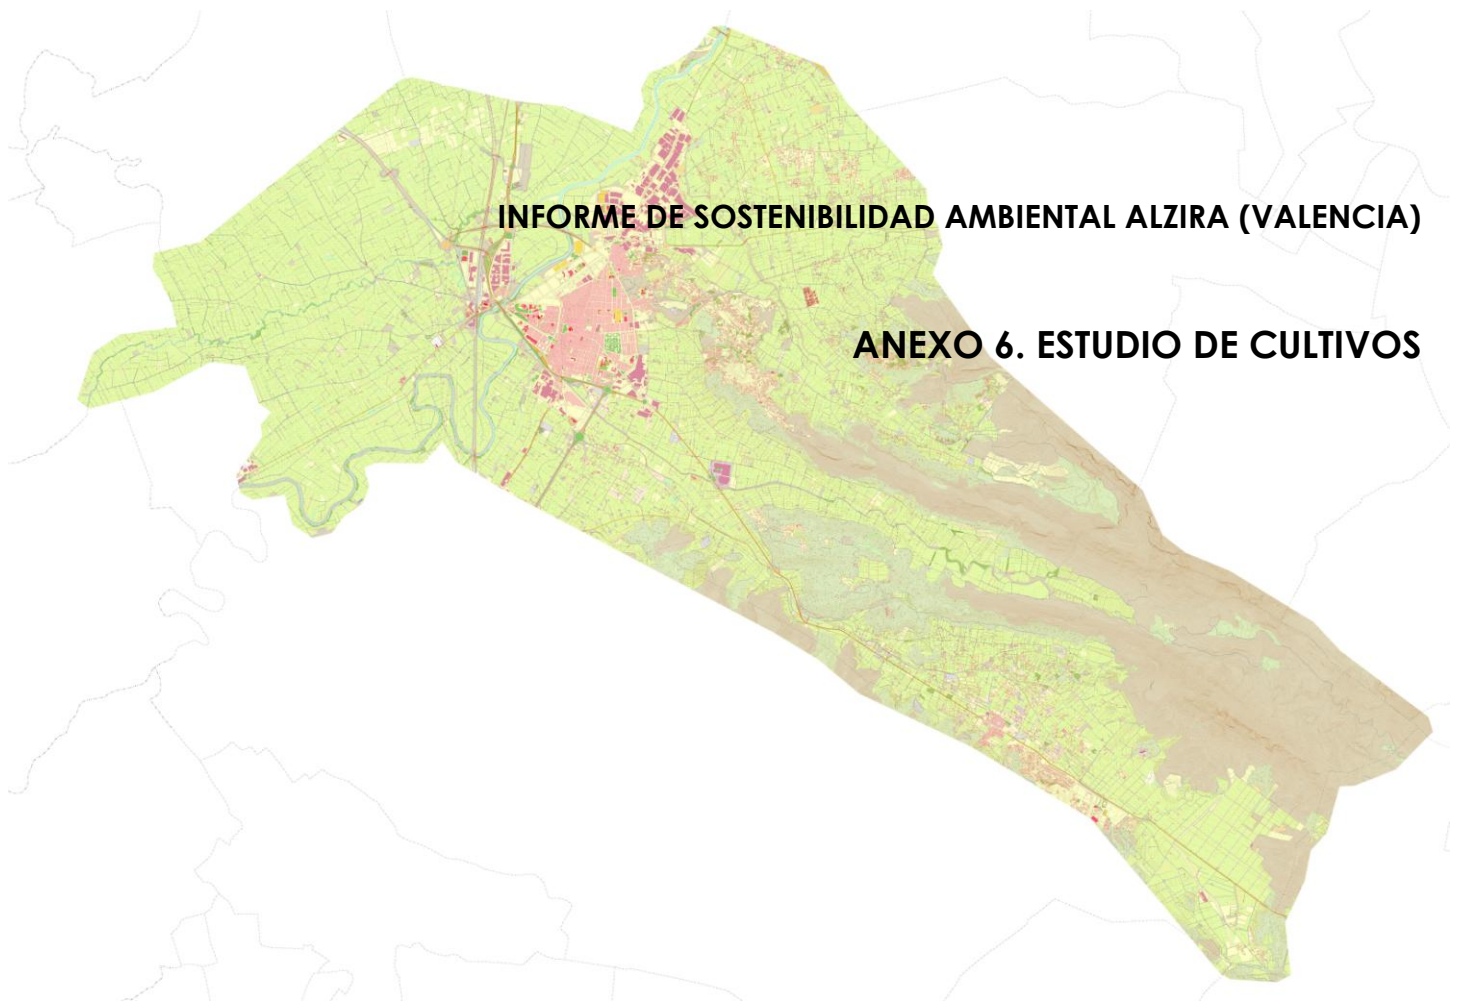 INFORME DE SOSTENIBILIDAD AMBIENTAL ALZIRA (VALENCIA)
ANEXO 6. ESTUDIO DE CULTIVOS